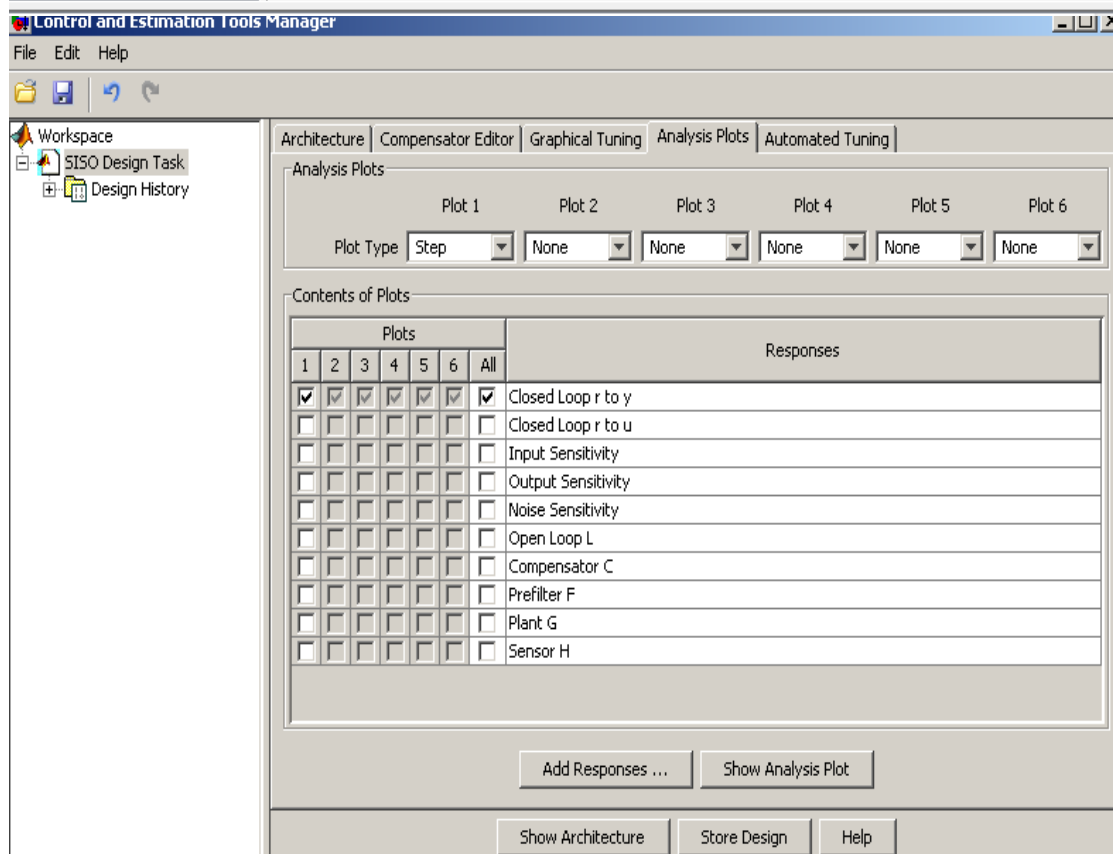 Control and Estimation Tools Manager
File Edit Help
Workspace
SISO Design Task
Design History
Architecture Compensator Editor Graphical Tuning Analysis Plots Automated Tuning
Analysis Plots
Plot 1 Plot 2 Plot 3 Plot 4 Plot 5 Plot 6
Plot Type Step None None None None None
Contents of Plots
Plots
Responses
1 2 3 4 5 6 All
Closed Loop r to y
Closed Loop r to u
Input Sensitivity
Output Sensitivity
Noise Sensitivity
Open Loop L
Compensator C
Prefilter F
Plant G
Sensor H
Add Responses ... Show Analysis Plot
Show Architecture Store Design Help